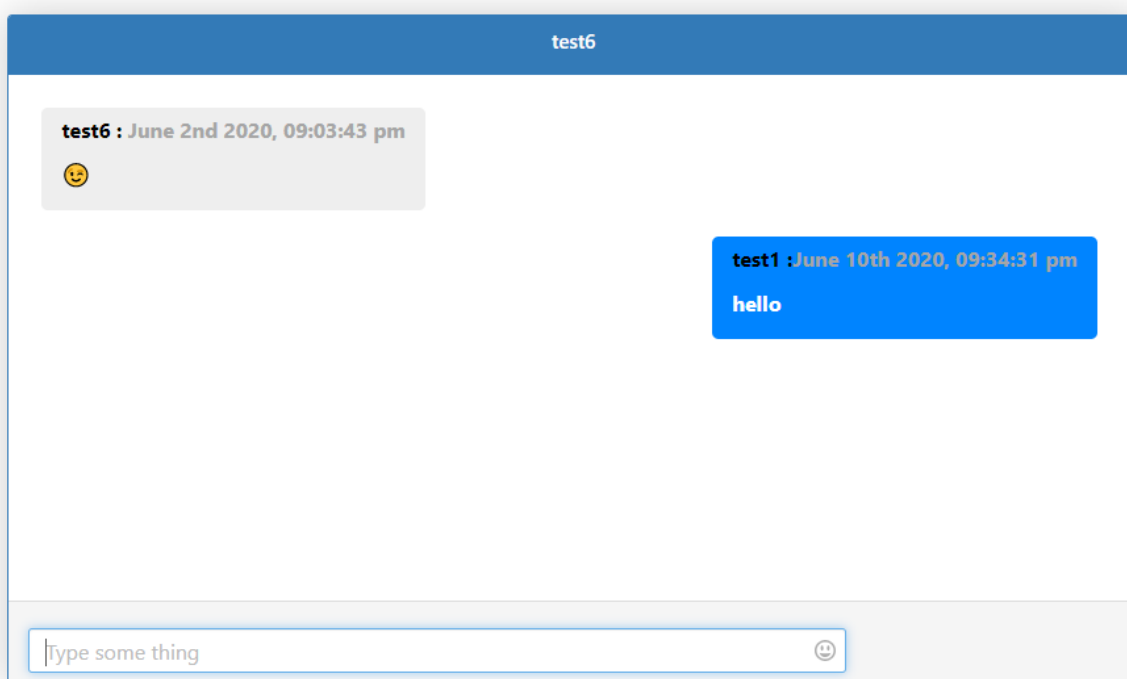 test6
test6 : June 2nd 2020, 09:03:43 pm
😉
test1 :June 10th 2020, 09:34:31 pm
hello
Type some thing